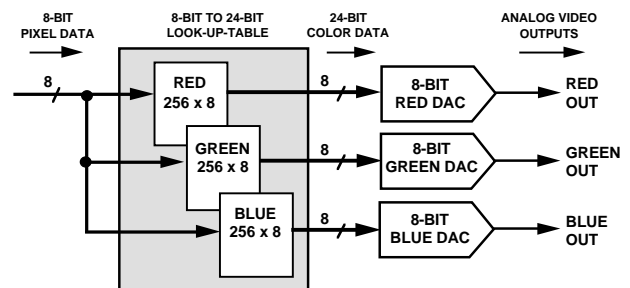 8-BIT
PIXEL DATA
8-BIT TO 24-BIT
LOOK-UP-TABLE
24-BIT
COLOR DATA
ANALOG VIDEO
OUTPUTS
8
RED
256 x 8
8
8-BIT
RED DAC
RED
OUT
GREEN
256 x 8
8
8-BIT
GREEN DAC
GREEN
OUT
BLUE
256 x 8
8
8-BIT
BLUE DAC
BLUE
OUT